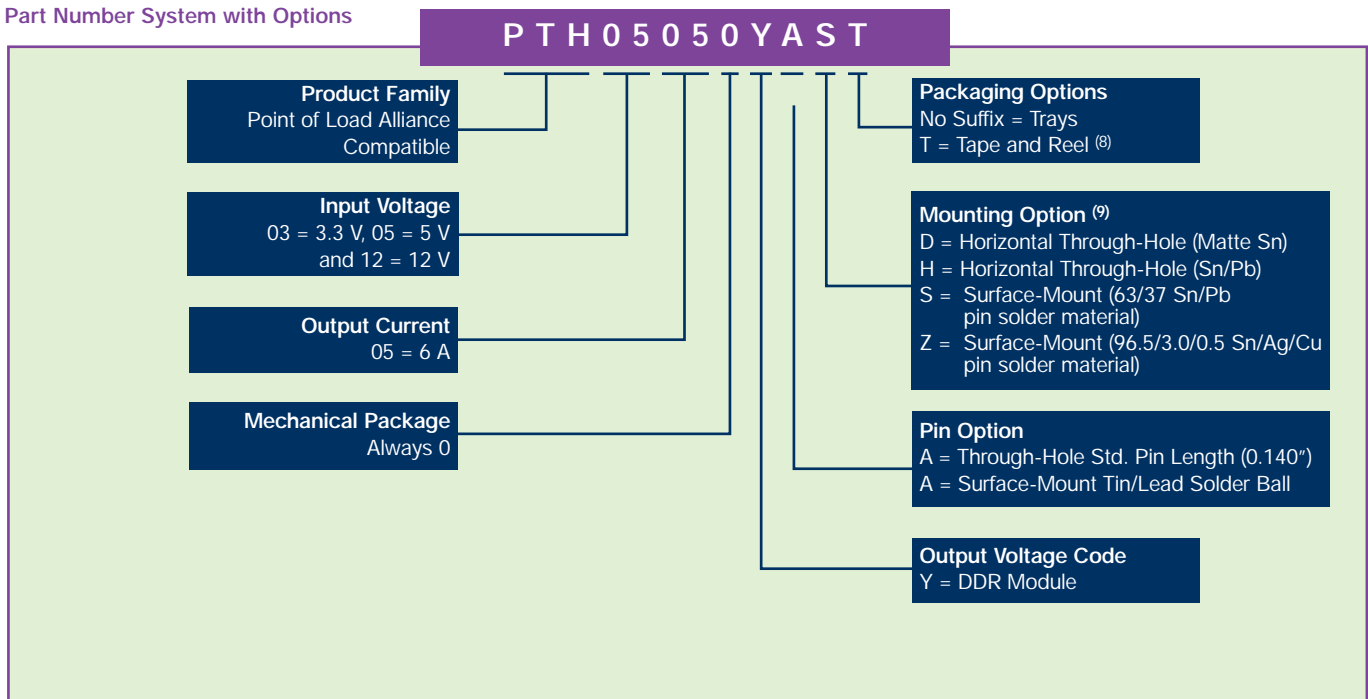 Part Number System with Options
P T H 0 5 0 5 0 Y A S T
Product Family
Point of Load Alliance
Compatible
Input Voltage
03 = 3.3 V, 05 = 5 V
and 12 = 12 V
Output Current
05 = 6 A
Mechanical Package
Always 0
Packaging Options
No Suffix = Trays
T = Tape and Reel (8)
Mounting Option (9)
D = Horizontal Through-Hole (Matte Sn)
H = Horizontal Through-Hole (Sn/Pb)
S = Surface-Mount (63/37 Sn/Pb
pin solder material)
Z = Surface-Mount (96.5/3.0/0.5 Sn/Ag/Cu
pin solder material)
Pin Option
A = Through-Hole Std. Pin Length (0.140″)
A = Surface-Mount Tin/Lead Solder Ball
Output Voltage Code
Y = DDR Module